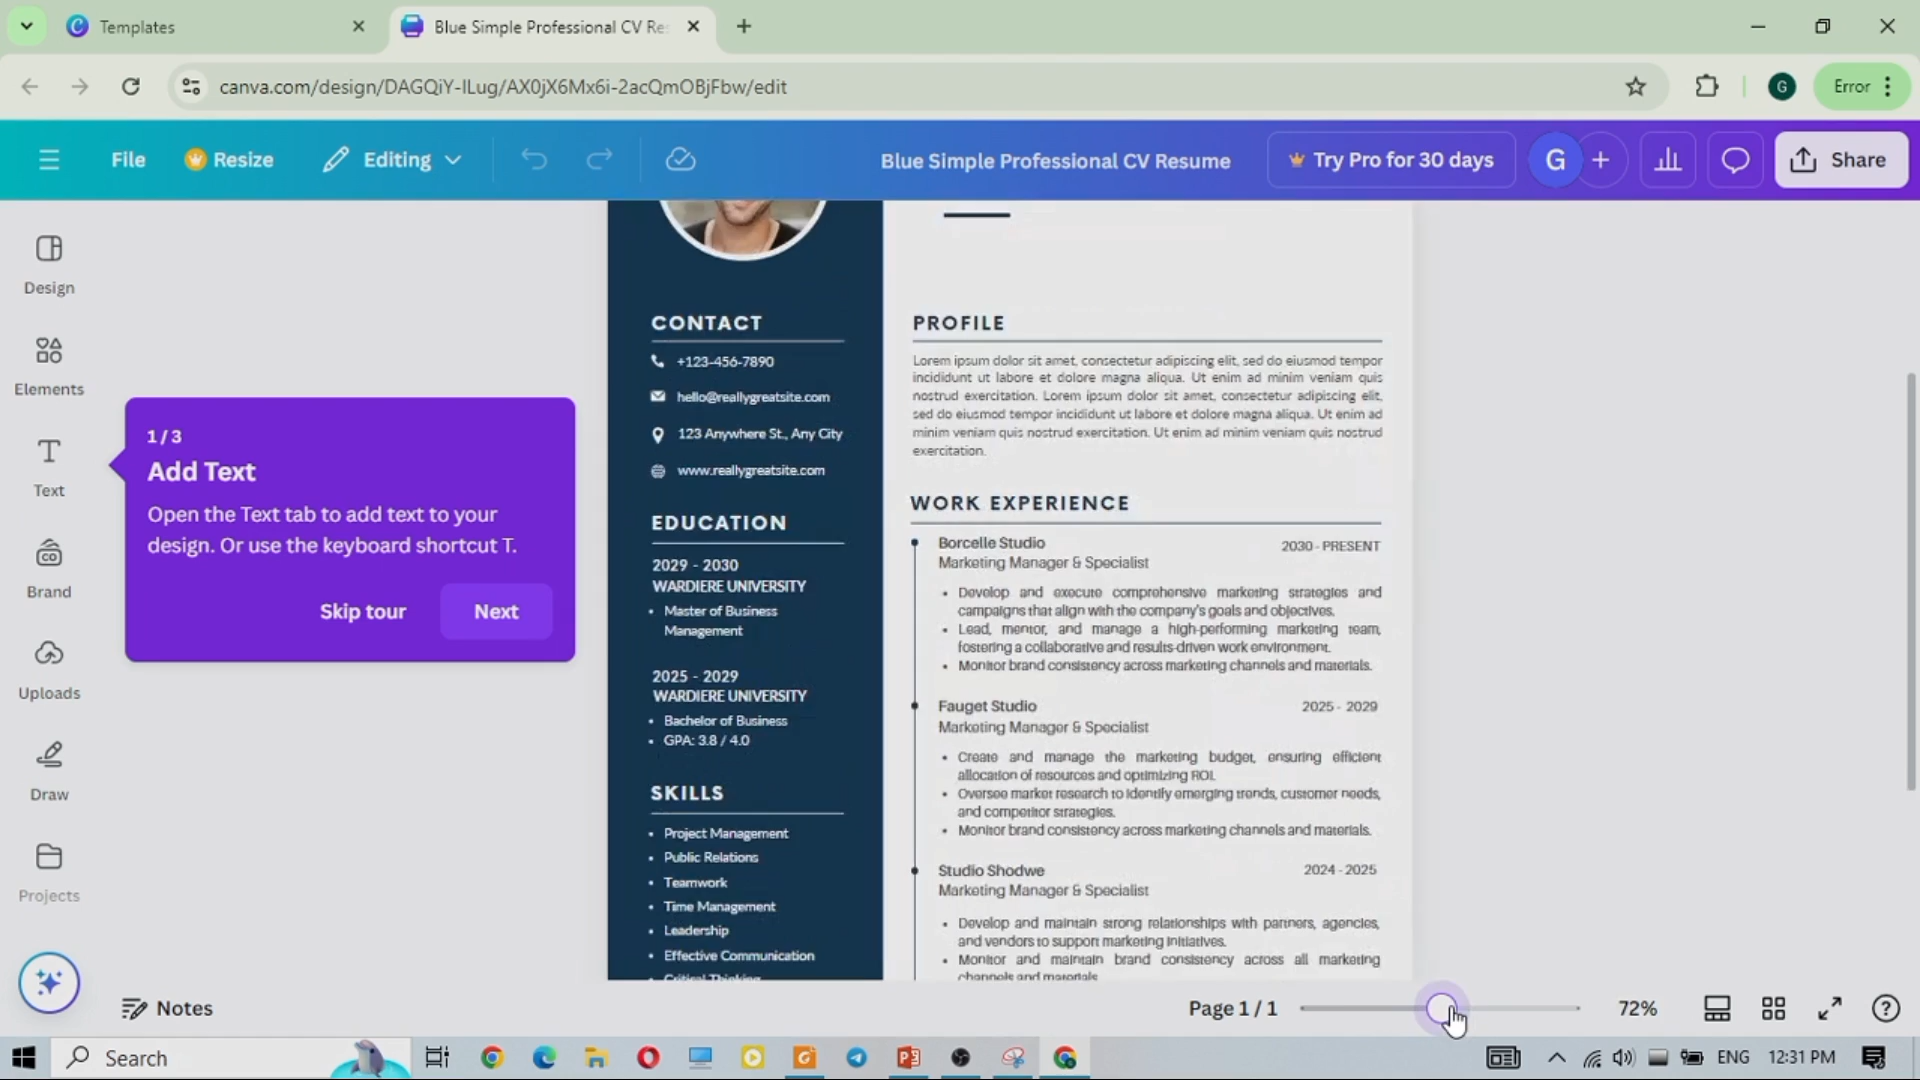 Templates
Blue Simple Professional CV Re
canva.com/design/DAGQiY-ILug/AX0jX6Mx6i-2acQmOBjFbw/edit
G
Error
File
Resize
Editing
Blue Simple Professional CV Resume
Try Pro for 30 days
G
Share
Design
Elements
Text
Brand
Uploads
Draw
Projects
1 / 3
Add Text
Open the Text tab to add text to your
design. Or use the keyboard shortcut T.
Skip tour
Next
CONTACT
+123-456-7890
hello@reallygreatsite.com
123 Anywhere St., Any City
www.reallygreatsite.com
EDUCATION
2029 - 2030
WARDIERE UNIVERSITY
• Master of Business
Management
2025 - 2029
WARDIERE UNIVERSITY
• Bachelor of Business
• GPA: 3.8 / 4.0
SKILLS
• Project Management
• Public Relations
• Teamwork
• Time Management
• Leadership
• Effective Communication
• Critical Thinking
PROFILE
Lorem ipsum dolor sit amet, consectetur adipiscing elit, sed do eiusmod tempor
incididunt ut labore et dolore magna aliqua. Ut enim ad minim veniam quis
nostrud exercitation. Lorem ipsum dolor sit amet, consectetur adipiscing elit,
sed do eiusmod tempor incididunt ut labore et dolore magna aliqua. Ut enim ad
minim veniam quis nostrud exercitation. Ut enim ad minim veniam quis nostrud
exercitation.
WORK EXPERIENCE
Borcelle Studio
2030 - PRESENT
Marketing Manager & Specialist
• Develop and execute comprehensive marketing strategies and
campaigns that align with the company's goals and objectives.
• Lead, mentor, and manage a high-performing marketing team,
fostering a collaborative and results-driven work environment.
• Monitor brand consistency across marketing channels and materials.
Fauget Studio
2025 - 2029
Marketing Manager & Specialist
• Create and manage the marketing budget, ensuring efficient
allocation of resources and optimizing ROI.
• Oversee market research to identify emerging trends, customer needs,
and competitor strategies.
• Monitor brand consistency across marketing channels and materials.
Studio Shodwe
2024 - 2025
Marketing Manager & Specialist
• Develop and maintain strong relationships with partners, agencies,
and vendors to support marketing initiatives.
• Monitor and maintain brand consistency across all marketing
channels and materials.
Notes
Page 1 / 1
72%
Search
ENG
12:31 PM